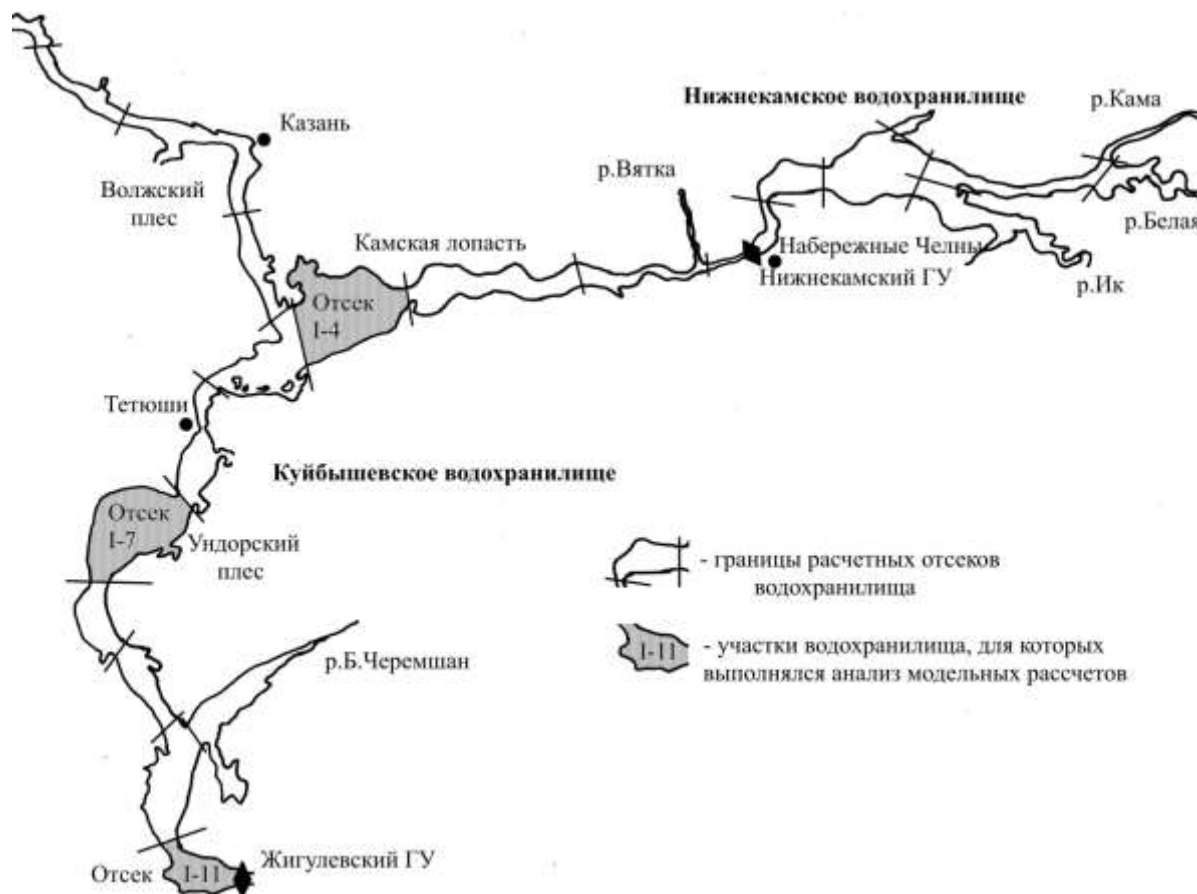 Нижнекамское водохранилище
р.Кама
Казань
р.Вятка
Волжский
плес
р.Белая
Камская лопасть
Набережные Челны
Нижнекамский ГУ
р.Ик
Отсек
I-4
Тетюши
Куйбышевское водохранилище
Отсек
I-7
Ундорский
плес
- границы расчетных отсеков
водохранилища
I-11
- участки водохранилища, для которых
выполнялся анализ модельных рассчетов
р.Б.Черемшан
Жигулевский ГУ
Отсек
I-11